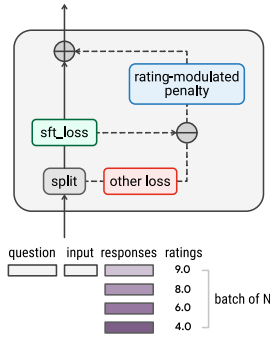 rating-modulated
penalty
sft_loss
split
other loss
question input responses ratings
9.0
8.0
6.0
4.0
batch of N